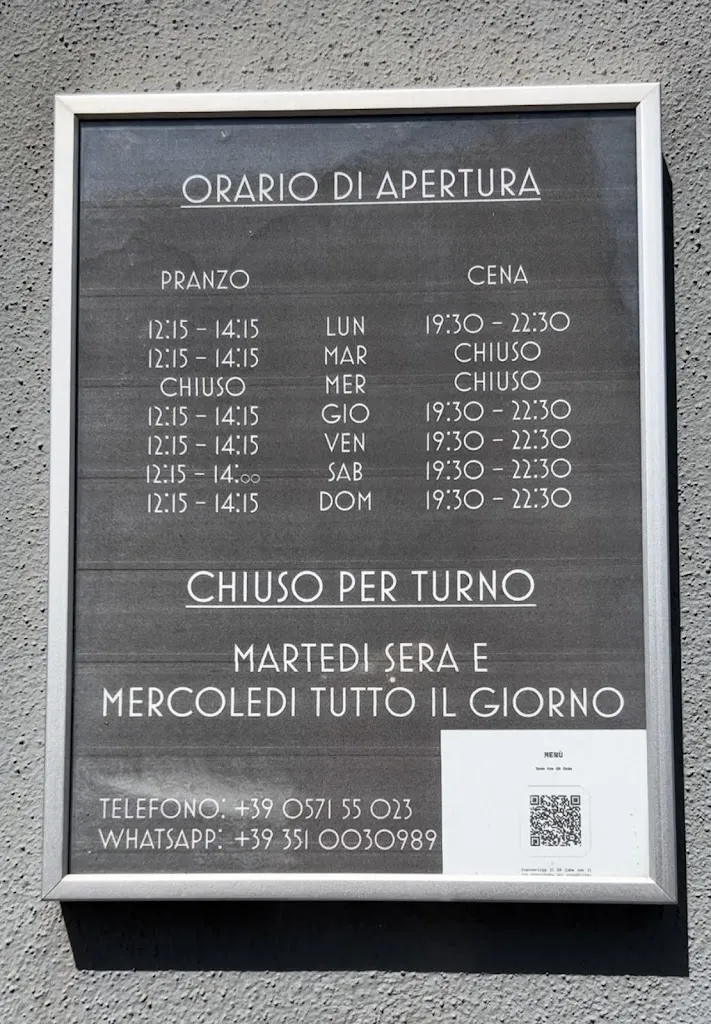 ORARIO DI APERTURA
PRANZO CENA
12:15 - 14:15 LUN 19:30 - 22:30
12:15 - 14:15 MAR CHIUSO
CHIUSO MER CHIUSO
12:15 - 14:15 GIO 19:30 - 22:30
12:15 - 14:15 VEN 19:30 - 22:30
12:15 - 14:00 SAB 19:30 - 22:30
12:15 - 14:15 DOM 19:30 - 22:30
CHIUSO PER TURNO
MARTEDI SERA E
MERCOLEDI TUTTO IL GIORNO
MENÙ
TELEFONO: +39 0571 55 023
WHATSAPP: +39 351 0030989